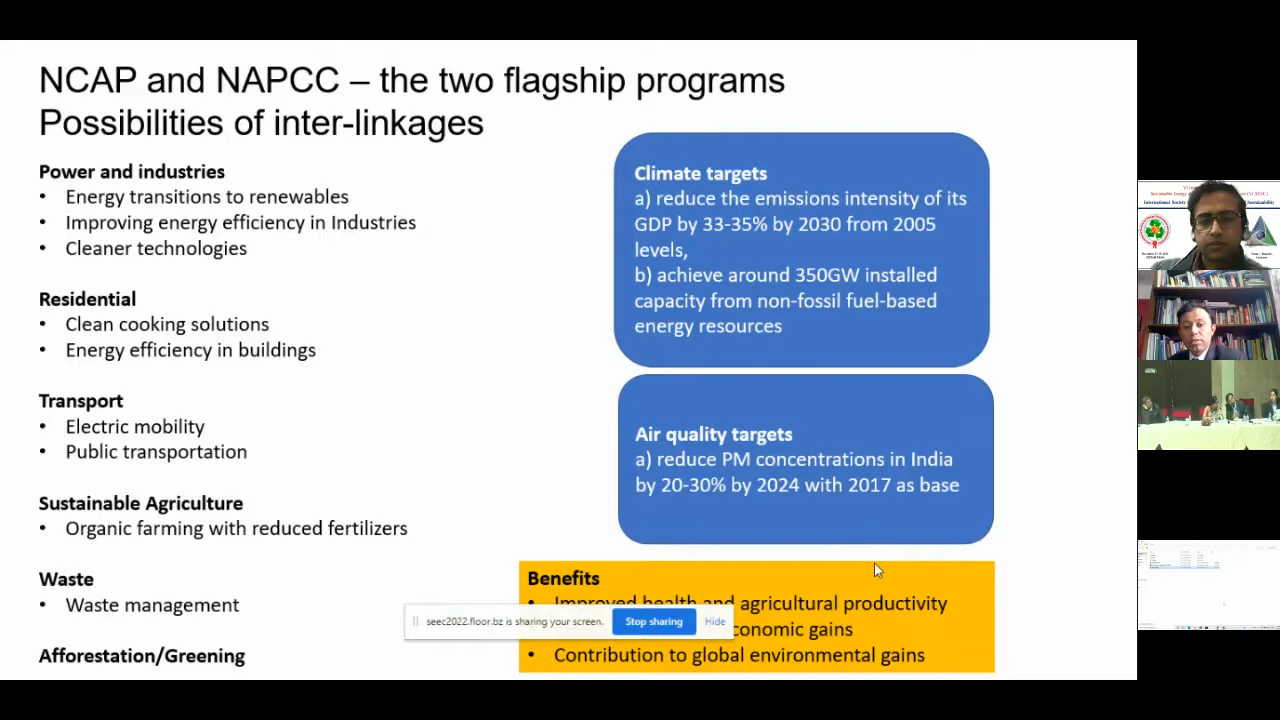 NCAP and NAPCC – the two flagship programs
Possibilities of inter-linkages
Power and industries
• Energy transitions to renewables
• Improving energy efficiency in Industries
• Cleaner technologies
Residential
• Clean cooking solutions
• Energy efficiency in buildings
Transport
• Electric mobility
• Public transportation
Sustainable Agriculture
• Organic farming with reduced fertilizers
Waste
• Waste management
Afforestation/Greening
Climate targets
a) reduce the emissions intensity of its
GDP by 33-35% by 2030 from 2005
levels,
b) achieve around 350GW installed
capacity from non-fossil fuel-based
energy resources
Air quality targets
a) reduce PM concentrations in India
by 20-30% by 2024 with 2017 as base
Benefits
• Improved health and agricultural productivity
conomic gains
• Contribution to global environmental gains
seec2022.floor.bz is sharing your screen.
Stop sharing
Hide
International Society
Sustainability